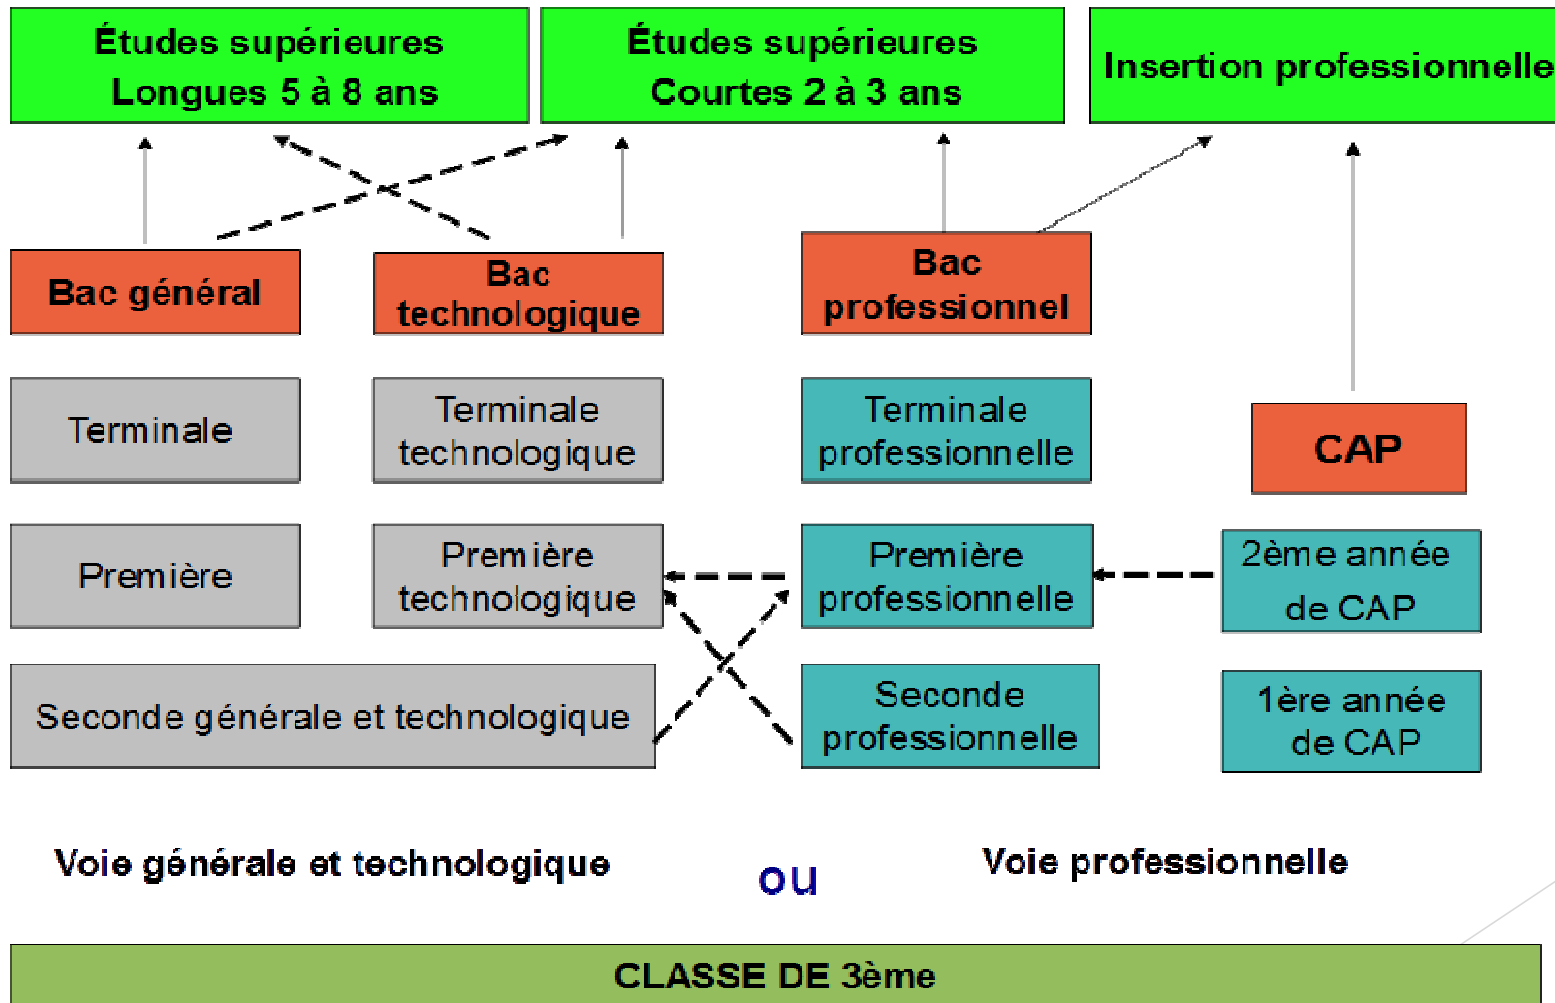 Études supérieures
Longues 5 à 8 ans
Études supérieures
Courtes 2 à 3 ans
Insertion professionnelle
Bac général
Bac
technologique
Bac
professionnel
Terminale
Terminale
technologique
Terminale
professionnelle
CAP
Première
Première
technologique
Première
professionnelle
2ème année
de CAP
Seconde générale et technologique
Seconde
professionnelle
1ère année
de CAP
Voie générale et technologique
ou
Voie professionnelle
CLASSE DE 3ème